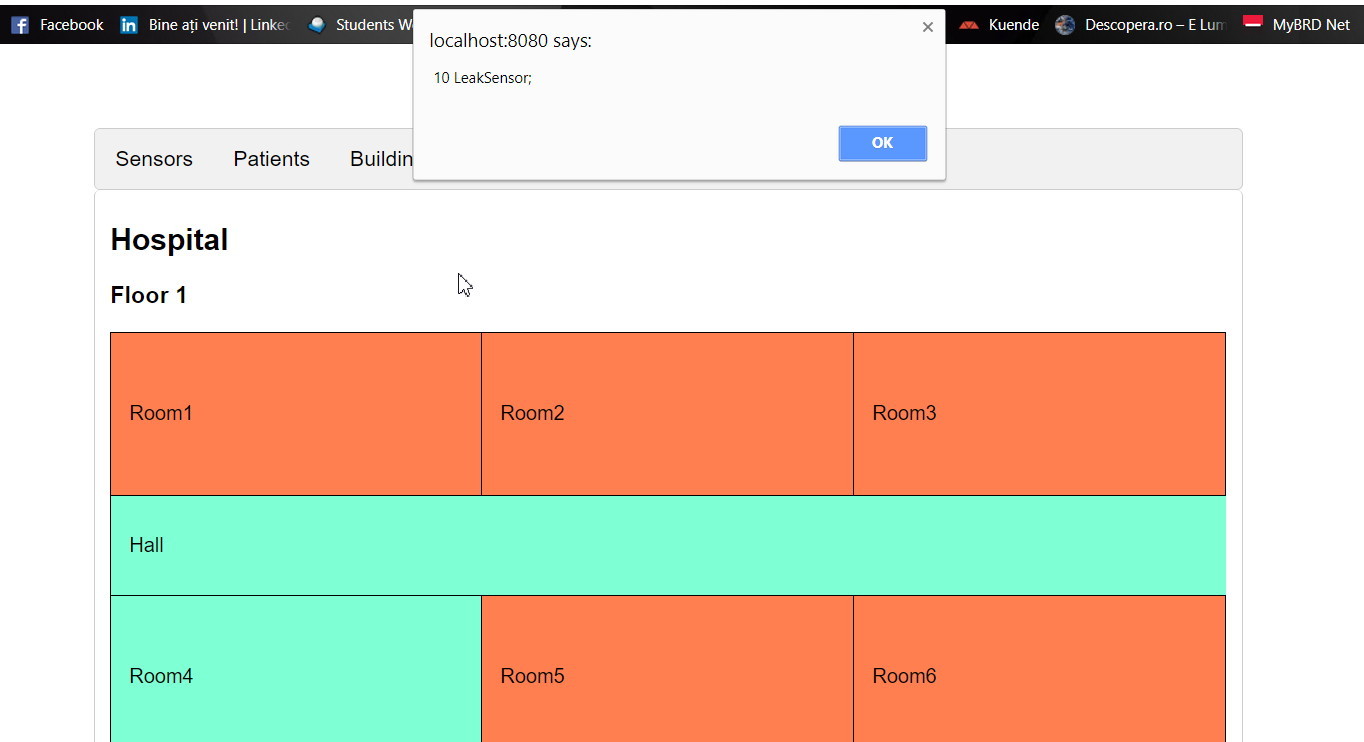 Facebook Bine ați venit! | Linke Students W Kuende Descopera.ro – E Lum MyBRD Net
localhost:8080 says:
10 LeakSensor;
OK
Sensors Patients Buildin
Hospital
Floor 1
Room1 Room2 Room3
Hall
Room4 Room5 Room6